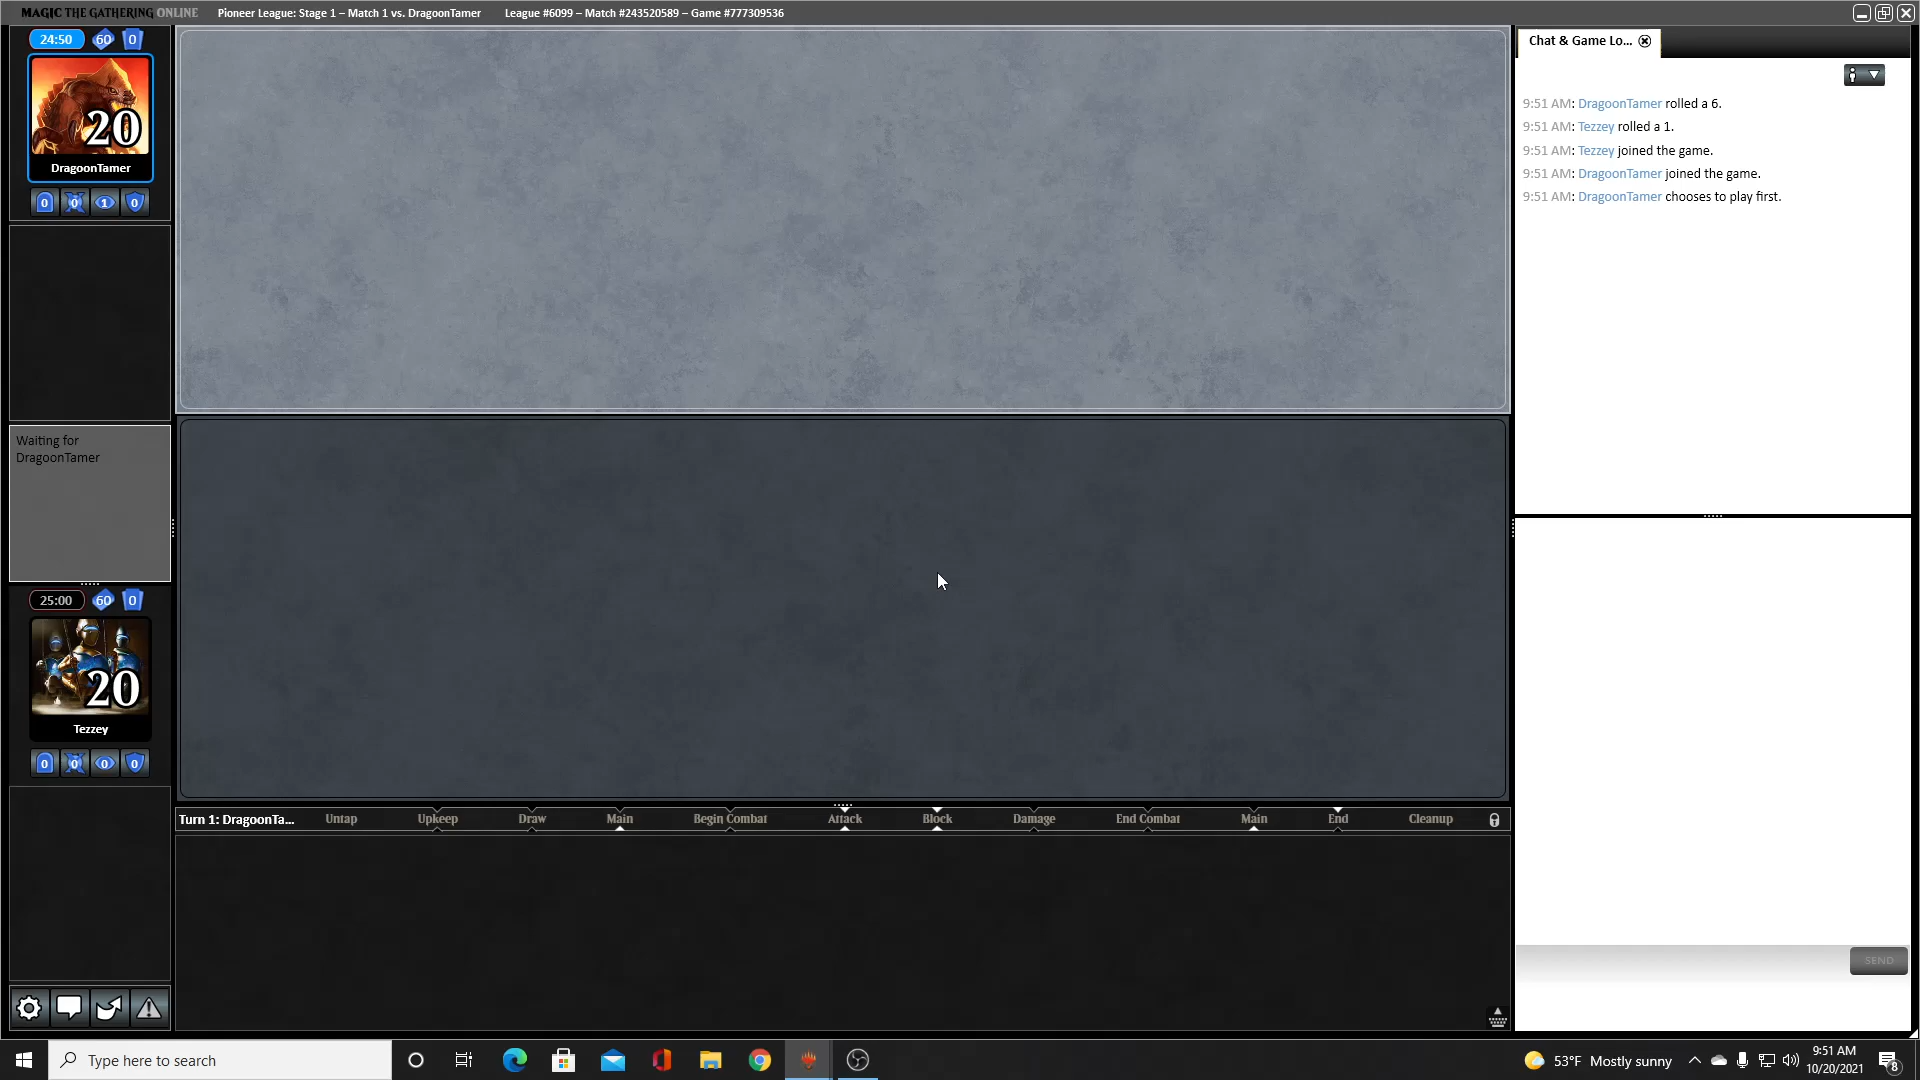 MAGIC THE GATHERING ONLINE
Pioneer League: Stage 1 – Match 1 vs. DragoonTamer
League #6099 – Match #243520589 – Game #777309536
24:50
60
0
20
DragoonTamer
0
0
1
0
Waiting for
DragoonTamer
25:00
60
0
20
Tezzey
0
0
0
0
Turn 1: DragoonTa...
Untap
Upkeep
Draw
Main
Begin Combat
Attack
Block
Damage
End Combat
Main
End
Cleanup
Chat & Game Lo...
9:51 AM: DragoonTamer rolled a 6.
9:51 AM: Tezzey rolled a 1.
9:51 AM: Tezzey joined the game.
9:51 AM: DragoonTamer joined the game.
9:51 AM: DragoonTamer chooses to play first.
SEND
Type here to search
53°F Mostly sunny
9:51 AM
10/20/2021
8